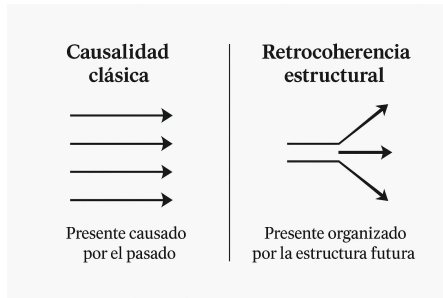 Causalidad
clásica
Presente causado
por el pasado
Retrocoherencia
estructural
Presente organizado
por la estructura futura